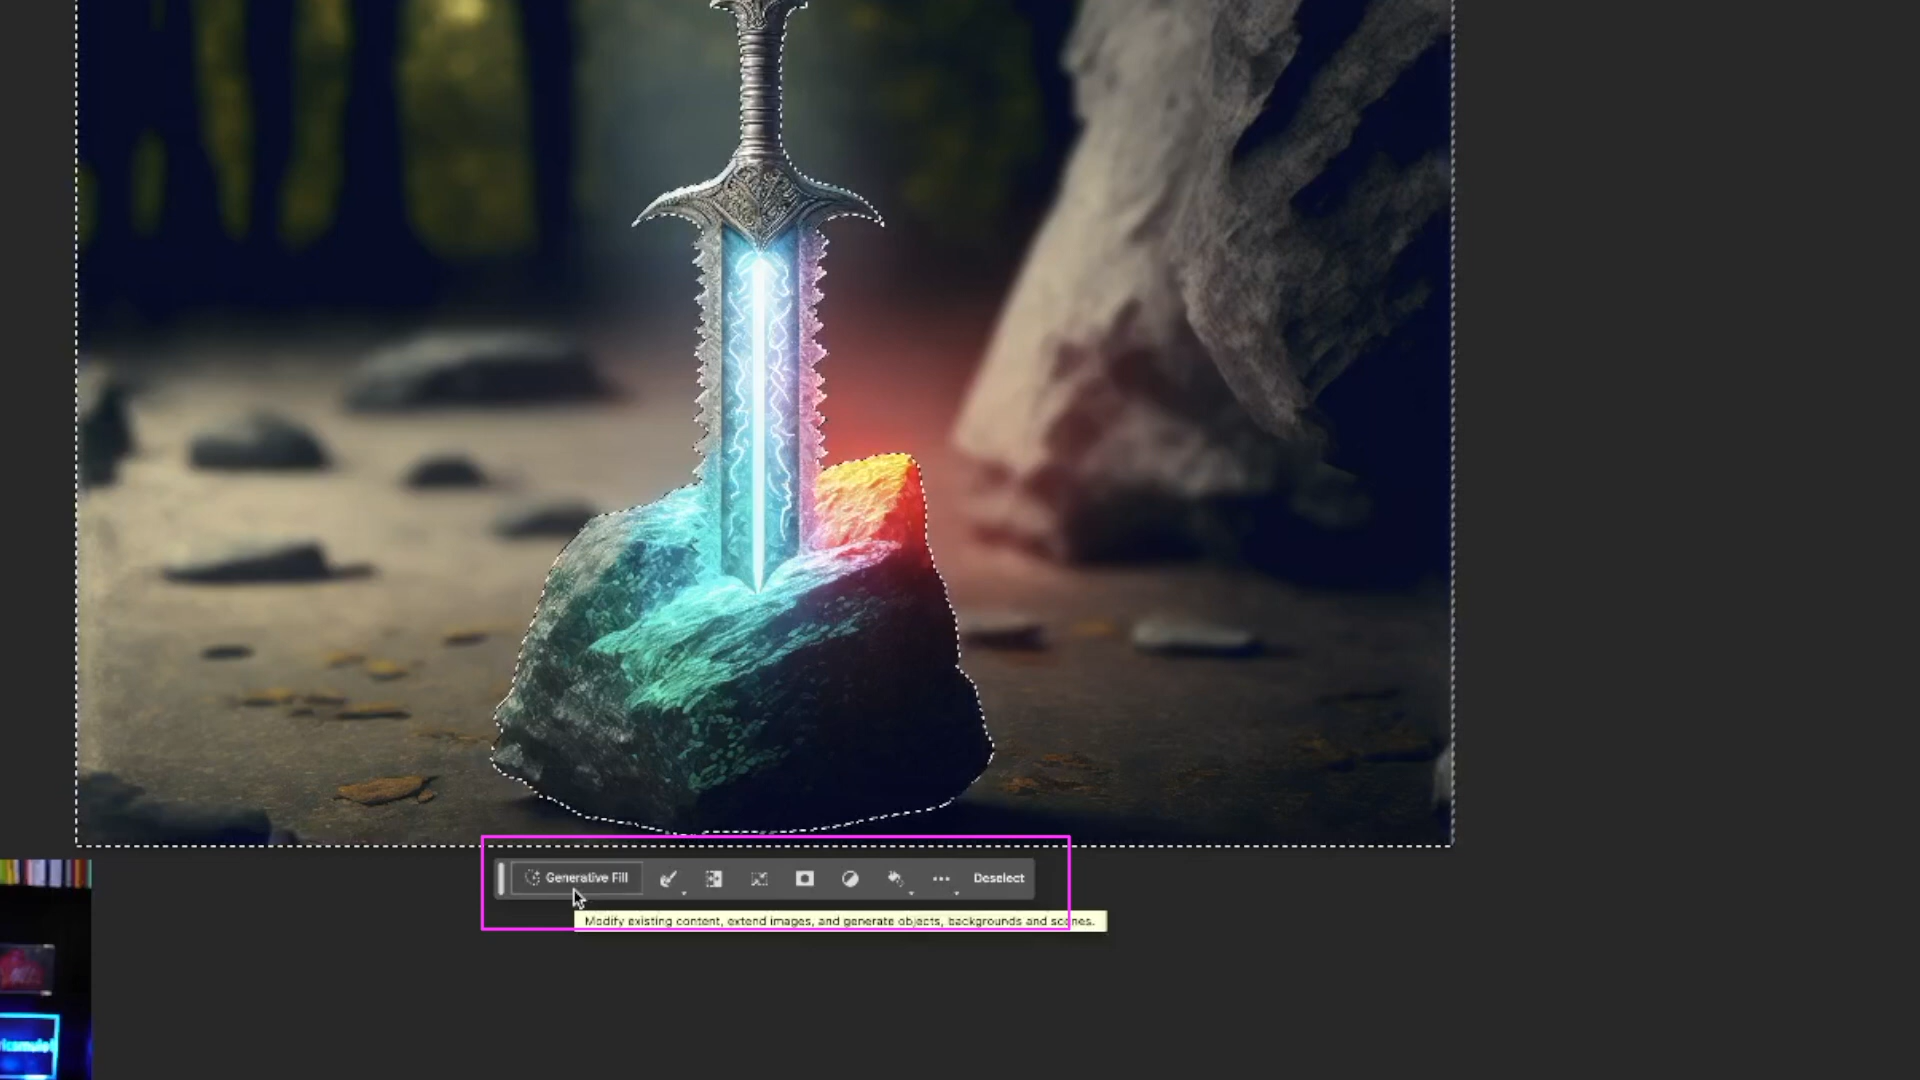 Generative Fill
Deselect
Modify existing content, extend images, and generate objects, backgrounds and scenes.